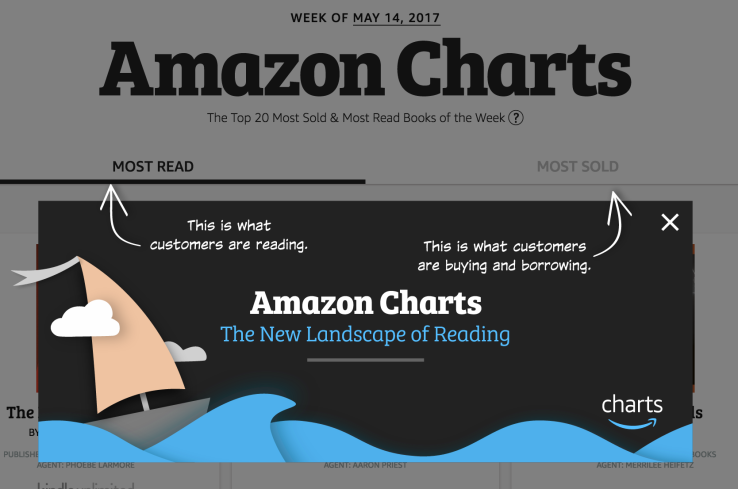 WEEK OF MAY 14, 2017
Amazon Charts
The Top 20 Most Sold & Most Read Books of the Week ?
MOST READ
MOST SOLD
This is what
customers are reading.
This is what customers
are buying and borrowing.
Amazon Charts
The New Landscape of Reading
charts
The
BY
AGENT: PHOEBE LARMORE
AGENT: AARON PRIEST
BOOKS
AGENT: MERRILEE HEIFETZ